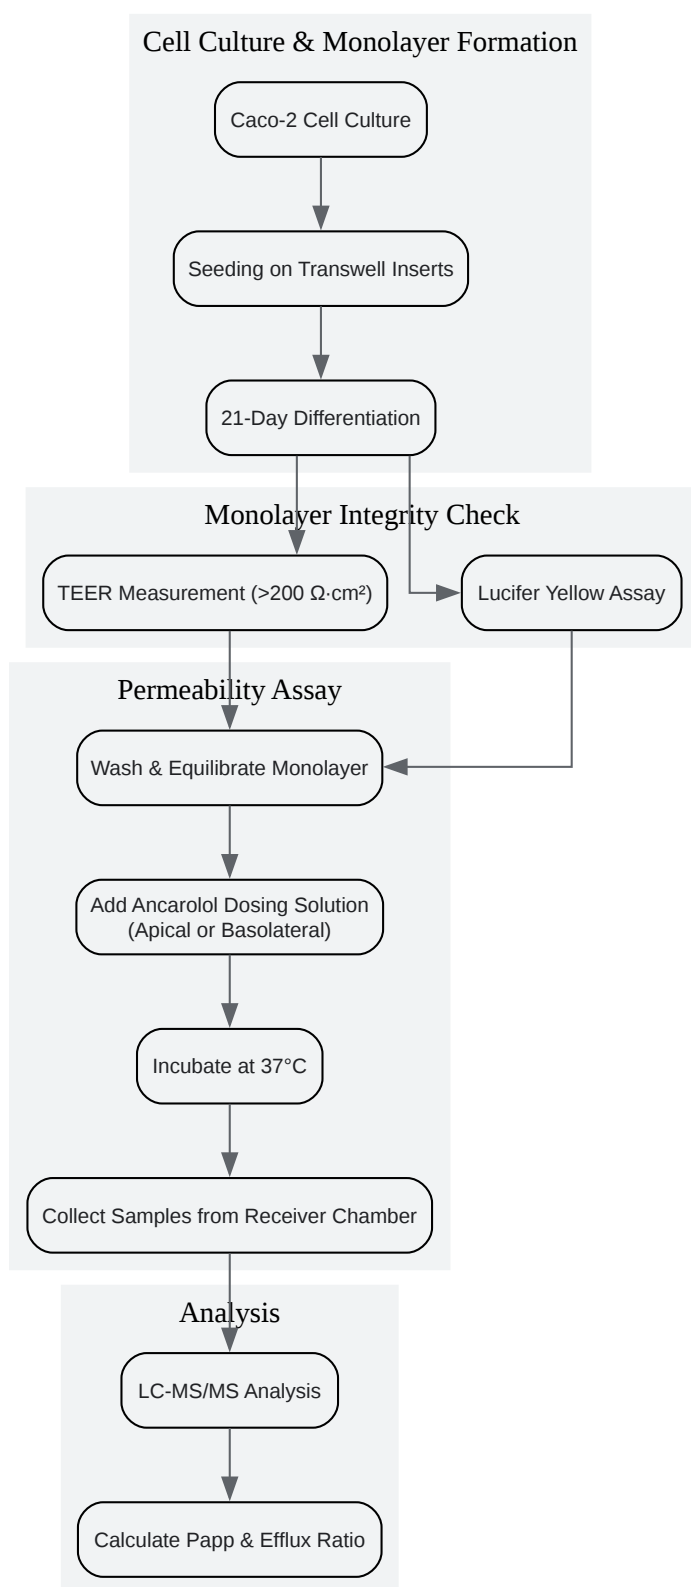 Cell Culture & Monolayer Formation
Caco-2 Cell Culture
Seeding on Transwell Inserts
21-Day Differentiation
Monolayer Integrity Check
TEER Measurement (>200 Ω·cm²)
Lucifer Yellow Assay
Permeability Assay
Wash & Equilibrate Monolayer
Add Ancarolol Dosing Solution
(Apical or Basolateral)
Incubate at 37°C
Collect Samples from Receiver Chamber
Analysis
LC-MS/MS Analysis
Calculate Papp & Efflux Ratio